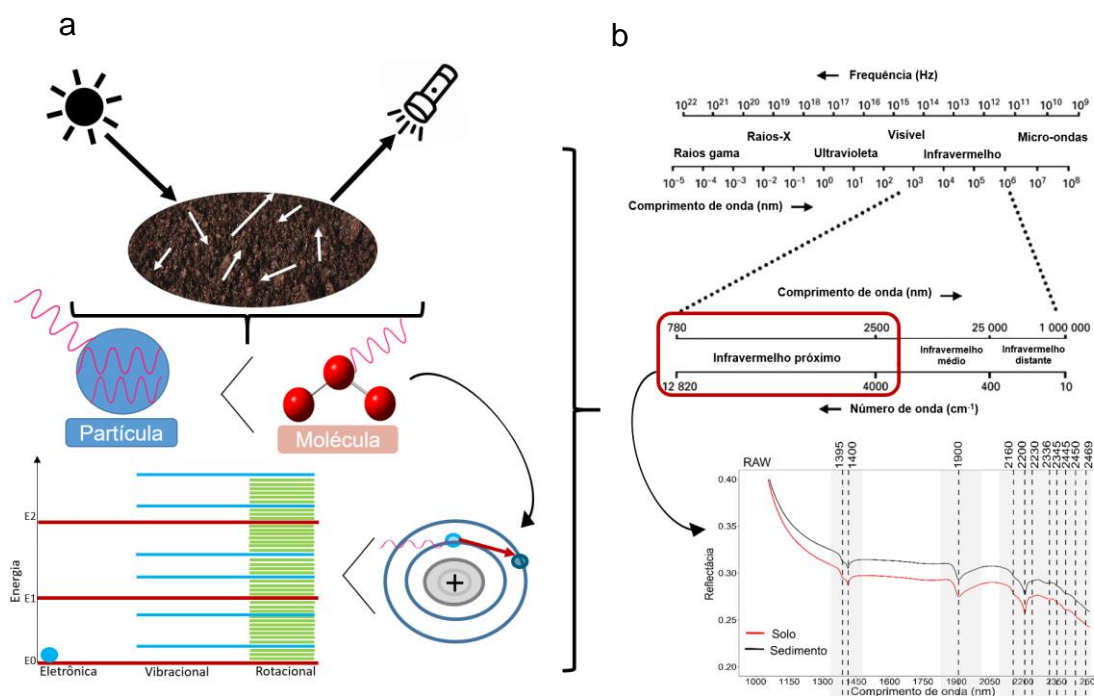 a
b
← Frequência (Hz)
10²² 10²¹ 10²⁰ 10¹⁹ 10¹⁸ 10¹⁷ 10¹⁶ 10¹⁵ 10¹⁴ 10¹³ 10¹² 10¹¹ 10¹⁰ 10⁹
Raios-X Visível Micro-ondas
Raios gama Ultravioleta Infravermelho
10⁻⁵ 10⁻⁴ 10⁻³ 10⁻² 10⁻¹ 10⁰ 10¹ 10² 10³ 10⁴ 10⁵ 10⁶ 10⁷ 10⁸
Comprimento de onda (nm) →
Comprimento de onda (nm) →
780 2500 25 000 1 000 000
Infravermelho próximo Infravermelho Infravermelho
médio distante
12 820 4000 400 10
← Número de onda (cm⁻¹)
Partícula
Molécula
Energia
E2
E1
E0
Eletrônica Vibracional Rotacional
+
RAW
1395 1400 1900 2160 2200 2230 2336 2345 2445 2450 2469
Reflectácia
0.40
0.35
0.30
0.25
0.20
Solo
Sedimento
1000 1150 1300 1450 1600 1750 1900 2050 2200 2350
Comprimento de onda (nm)